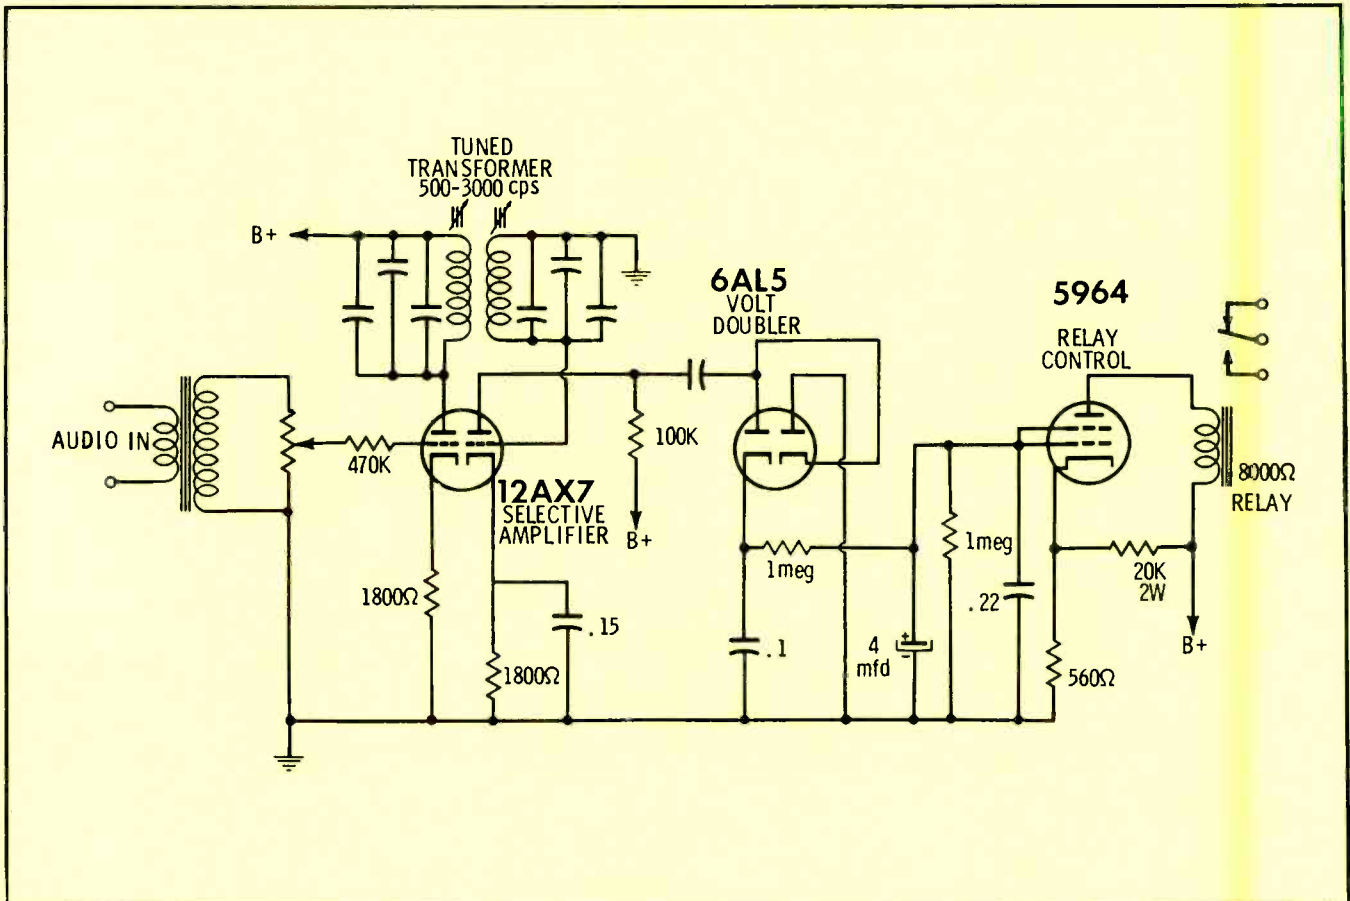 TUNED
TRANSFORMER
500-3000 cps
B+
6AL5
VOLT
DOUBLER
5964
RELAY
CONTROL
AUDIO IN
470K
100K
12AX7
SELECTIVE
AMPLIFIER
B+
8000Ω
RELAY
1meg
1meg
20K
2W
1800Ω
.15
.22
.1
4
mfd
+
-
B+
1800Ω
560Ω